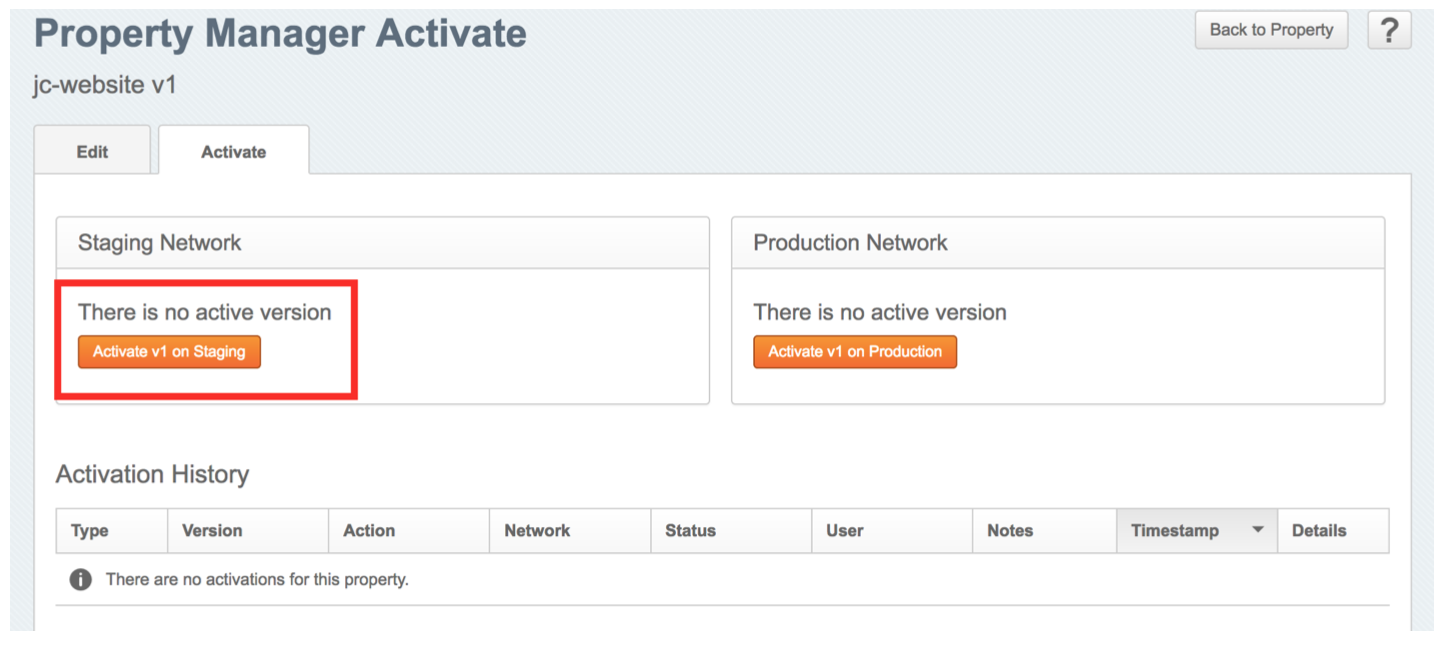 Property Manager Activate
Back to Property
?
jc-website v1
Edit
Activate
Staging Network
Production Network
There is no active version
There is no active version
Activate v1 on Staging
Activate v1 on Production
Activation History
Type Version Action Network Status User Notes Timestamp Details
There are no activations for this property.